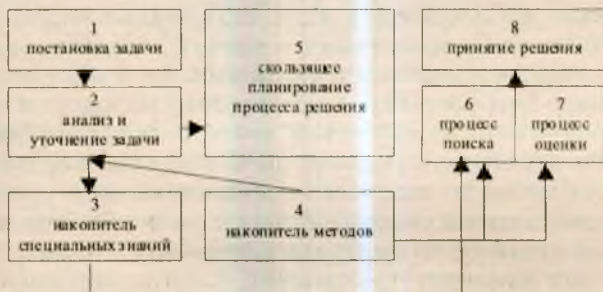 1
постановка задачи
2
анализ и
уточнение задачи
3
накопитель
специальных знаний
4
накопитель методов
5
скользящее
планирование
процесса решения
6
процесс
поиска
7
процесс
оценки
8
принятие решения